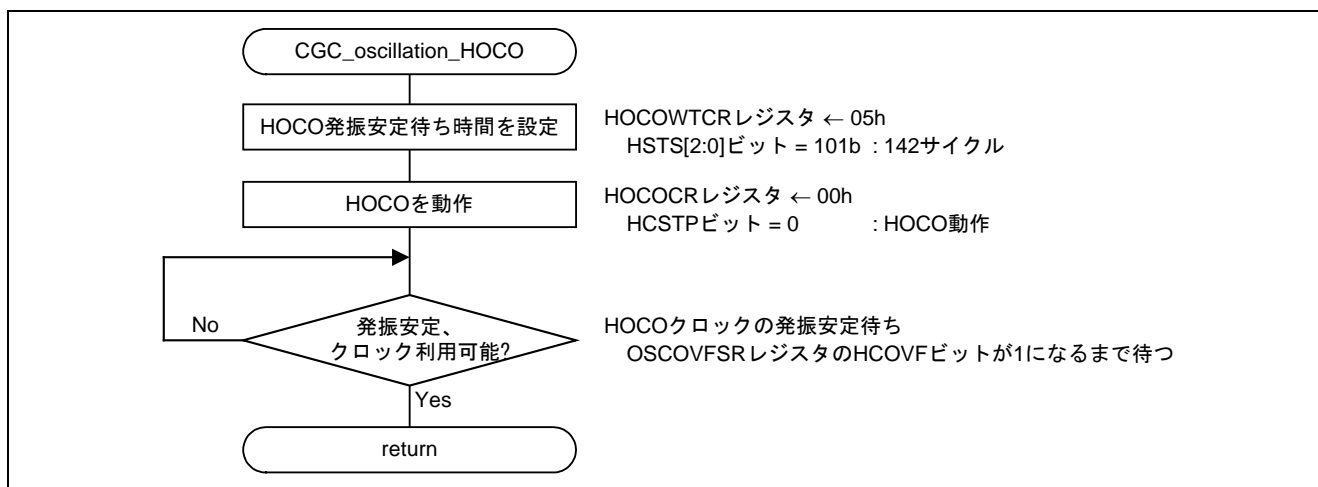 CGC_oscillation_HOCO
HOCO発振安定待ち時間を設定
HOCOWTCRレジスタ ← 05h
HSTS[2:0]ビット = 101b : 142サイクル
HOCOを動作
HOCOCRレジスタ ← 00h
HCSTPビット = 0 : HOCO動作
No
発振安定、
クロック利用可能?
HOCOクロックの発振安定待ち
OSCOVFSRレジスタのHCOVFビットが1になるまで待つ
Yes
return